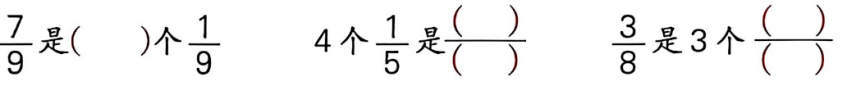 7/9 是(  )个 1/9  4 个 1/5 是 (  )/(  )  3/8 是 3 个 (  )/(  )